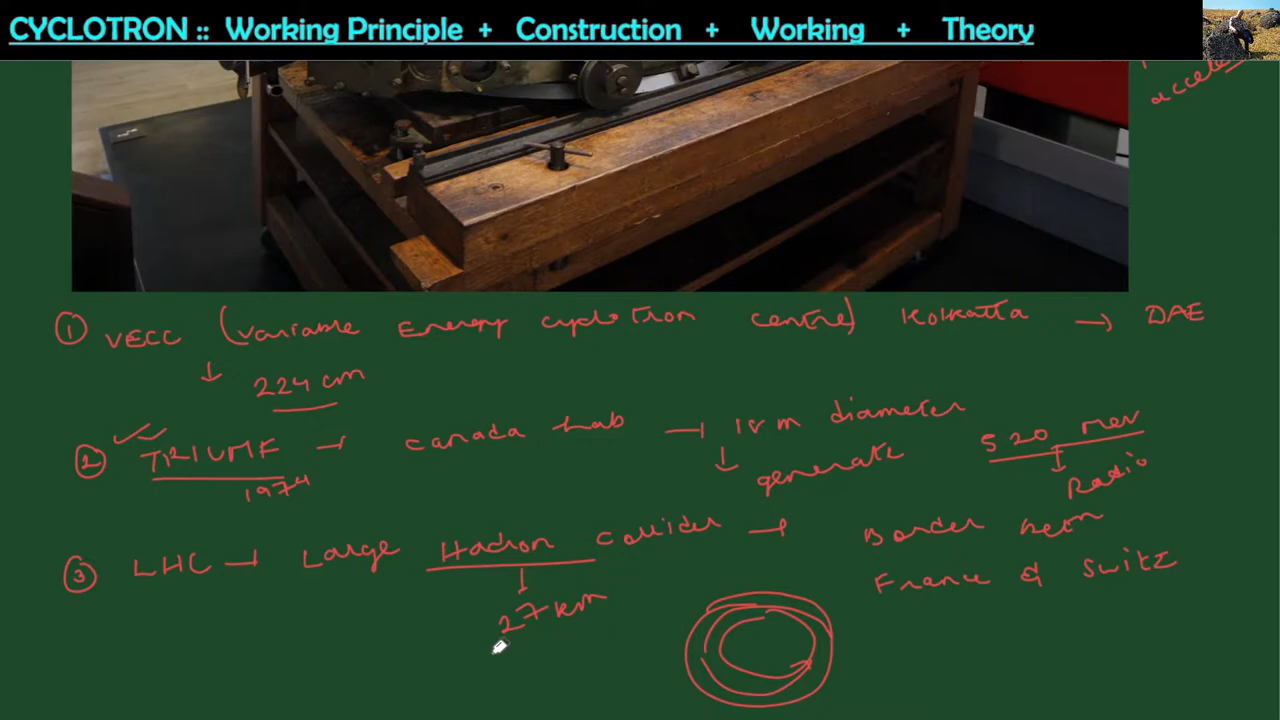 CYCLOTRON :: Working Principle + Construction + Working + Theory
① VECC (Variable Energy cyclotron centre) Kolkatta → DAE
↓ 224 cm
② TRIUMF → Canada Lab → 18 m diameter
1974
↓ generate 520 MeV
↓ Radio
③ LHC → Large Hadron Collider → Border betn
France & Switz
↓ 27 km